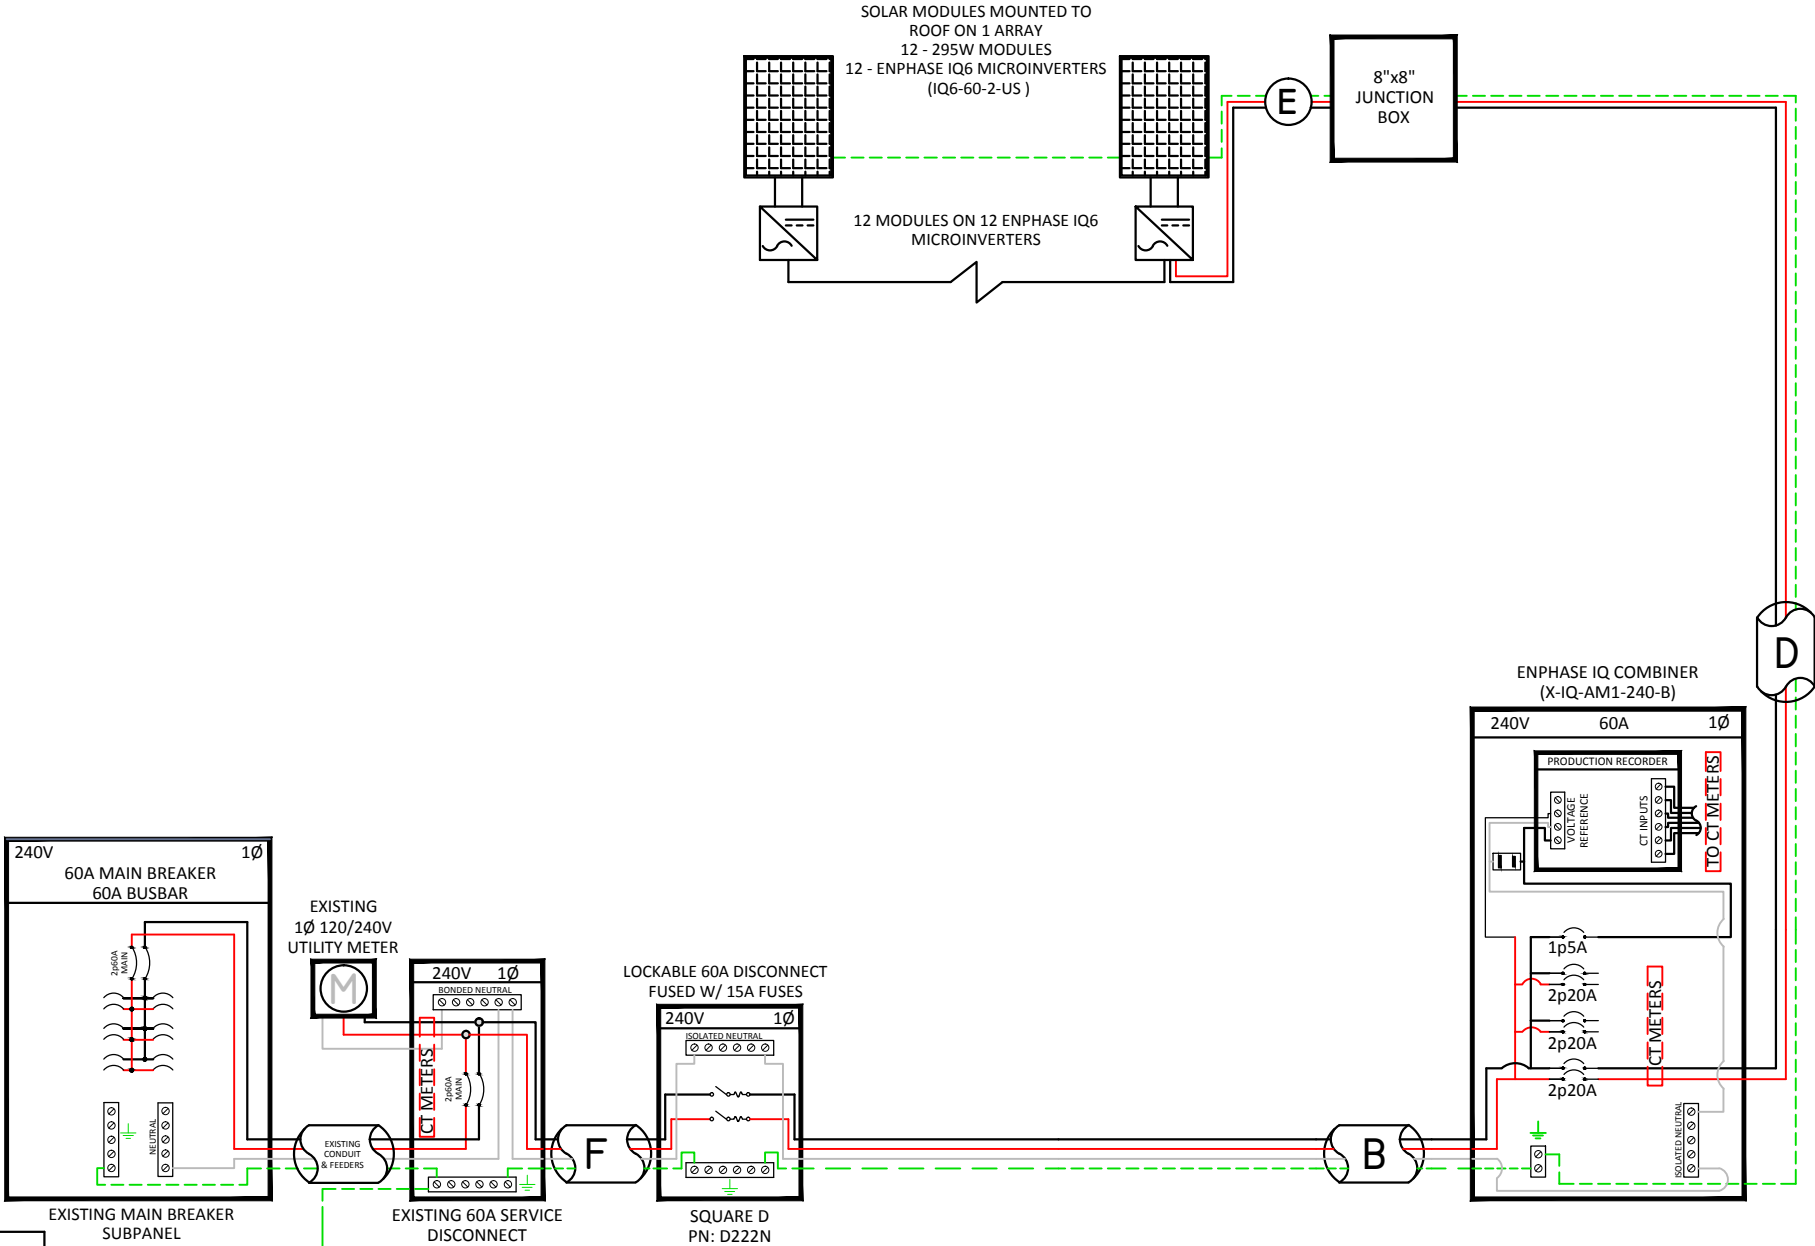 SOLAR MODULES MOUNTED TO
ROOF ON 1 ARRAY
12 - 295W MODULES
12 - ENPHASE IQ6 MICROINVERTERS
(IQ6-60-2-US )
E
8"x8"
JUNCTION
BOX
12 MODULES ON 12 ENPHASE IQ6
MICROINVERTERS
D
ENPHASE IQ COMBINER
(X-IQ-AM1-240-B)
240V 60A 1Ø
PRODUCTION RECORDER
VOLTAGE
REFERENCE
CT INPUTS
TO CT METERS
1p5A
2p20A
2p20A
2p20A
CT METERS
ISOLATED NEUTRAL
240V 1Ø
60A MAIN BREAKER
60A BUSBAR
2p60A
MAIN
NEUTRAL
EXISTING MAIN BREAKER
SUBPANEL
EXISTING
1Ø 120/240V
UTILITY METER
M
EXISTING
CONDUIT
& FEEDERS
240V 1Ø
BONDED NEUTRAL
CT METERS
2p60A
MAIN
EXISTING 60A SERVICE
DISCONNECT
F
LOCKABLE 60A DISCONNECT
FUSED W/ 15A FUSES
240V 1Ø
ISOLATED NEUTRAL
SQUARE D
PN: D222N
B